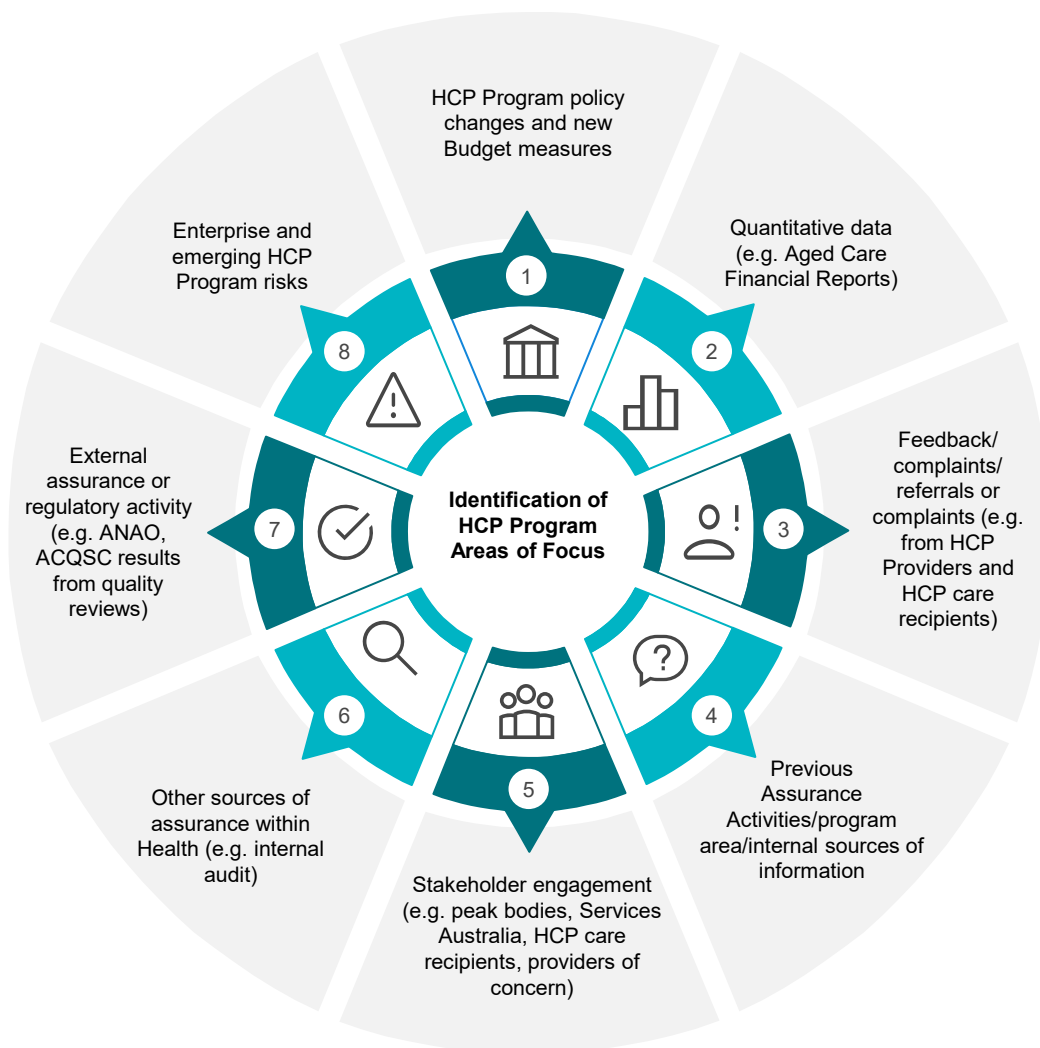 HCP Program policy
changes and new
Budget measures
1
Quantitative data
(e.g. Aged Care
Financial Reports)
2
Feedback/
complaints/
referrals or
complaints (e.g.
from HCP
Providers and
HCP care
recipients)
3
Previous
Assurance
Activities/program
area/internal sources of
information
4
Stakeholder engagement
(e.g. peak bodies, Services
Australia, HCP care
recipients, providers of
concern)
5
Other sources of
assurance within
Health (e.g. internal
audit)
6
External
assurance or
regulatory activity
(e.g. ANAO,
ACQSC results
from quality
reviews)
7
Enterprise and
emerging HCP
Program risks
8
Identification of
HCP Program
Areas of Focus